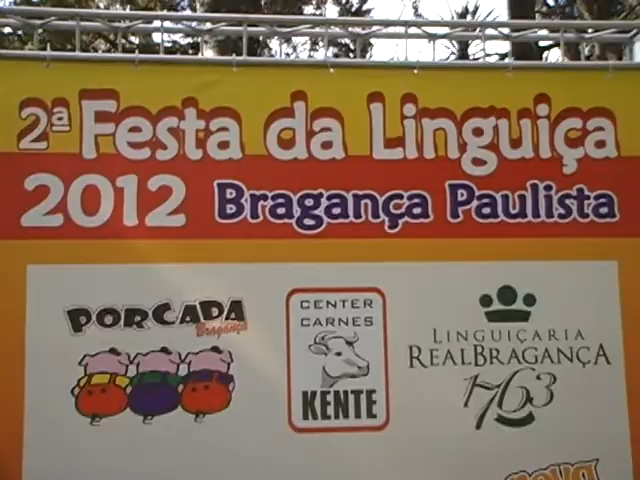 2ª Festa da Linguiça
2012 Bragança Paulista
PORCADA
Bragança
CENTER
CARNES
KENTE
LINGUIÇARIA
REALBRAGANÇA
1763